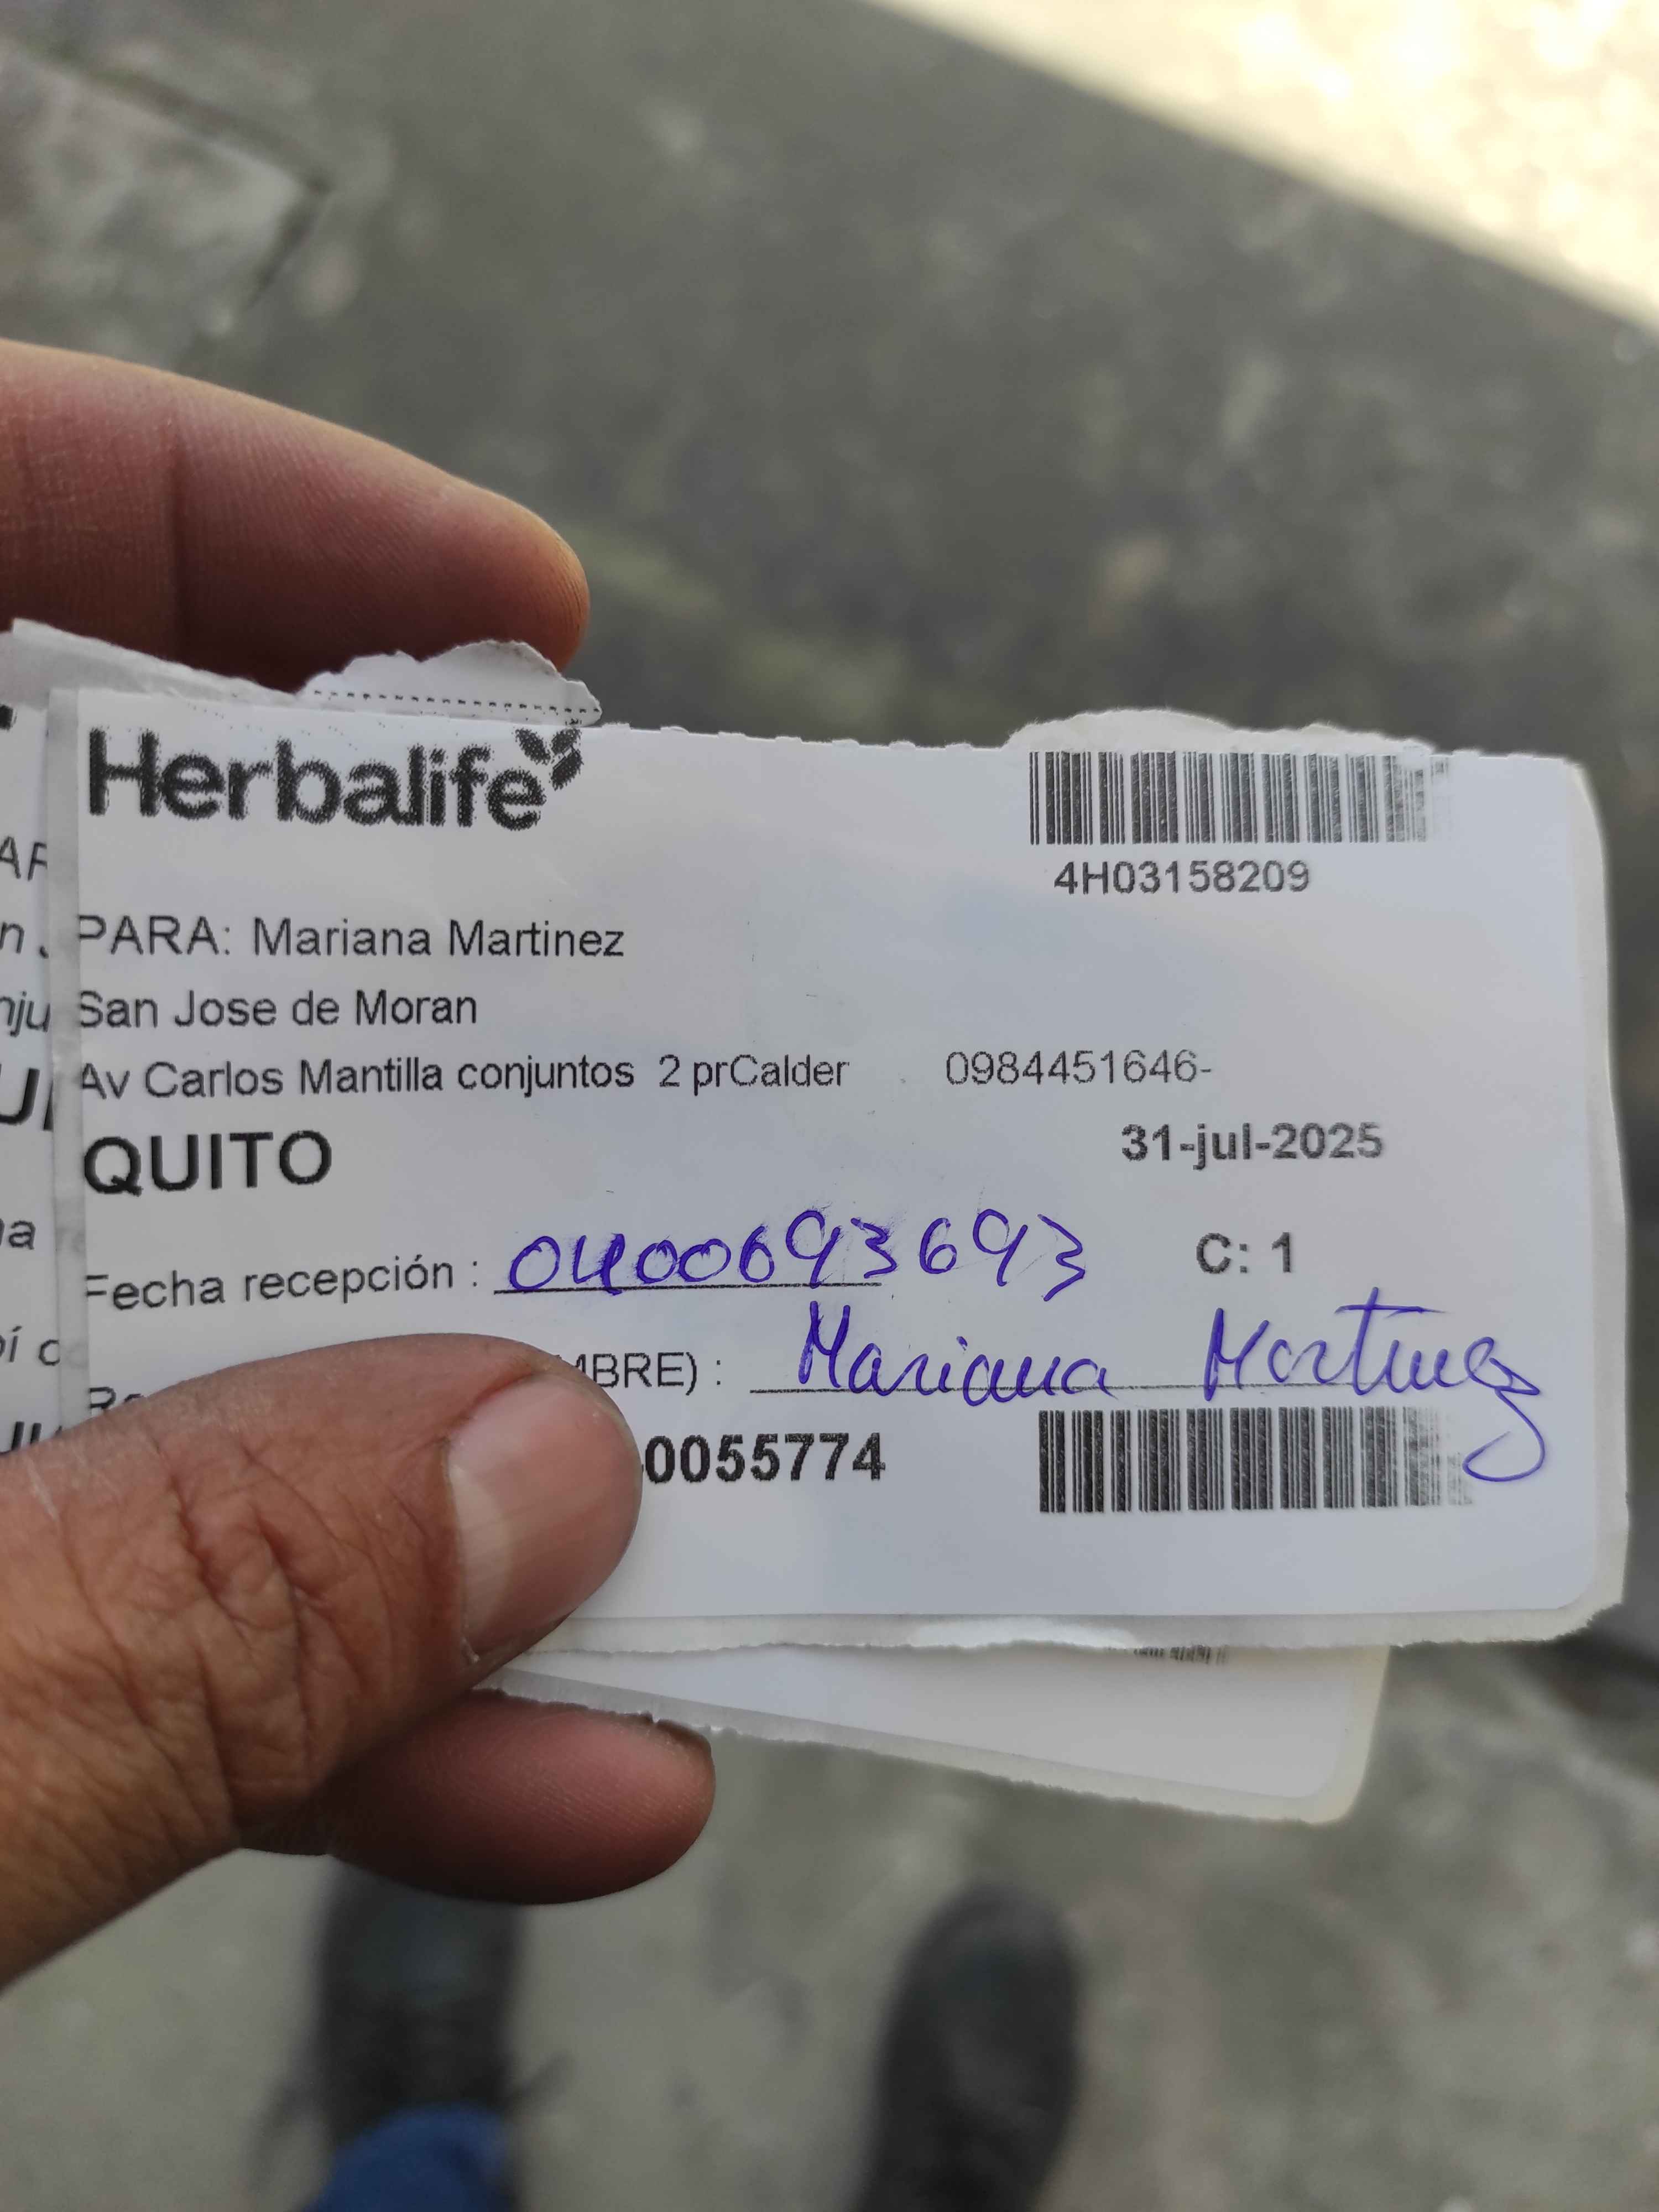 Herbalife
4H03158209
PARA: Mariana Martinez
San Jose de Moran
Av Carlos Mantilla conjuntos 2 prCalder 0984451646-
31-jul-2025
QUITO
Fecha recepción : 0400693693 C: 1
MBRE) : Mariana Martinez
0055774